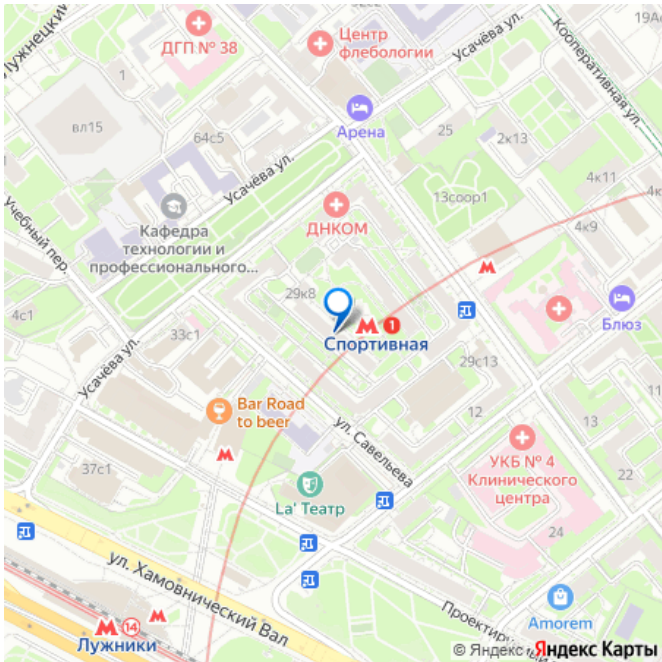 Лужнецкий
ДГП № 38
Центр
флебологии
с2с2
Усачёва ул.
Кооперативная ул.
1
вл15
64с5
Арена
25
2к13
4к11
Усачёва ул.
Кафедра
технологии и
профессионального...
ДНКОМ
13соор1
4к9
Учебный пер.
4с1
29к8
33с1
1
Спортивная
Блюз
29с13
Усачёва ул.
Bar Road
to beer
12
13
ул. Савельева
37с1
La' Театр
УКБ № 4
Клинического
центра
22
24
ул. Хамовнический Вал
14
Лужники
Amorem
© Яндекс Яндекс Карты